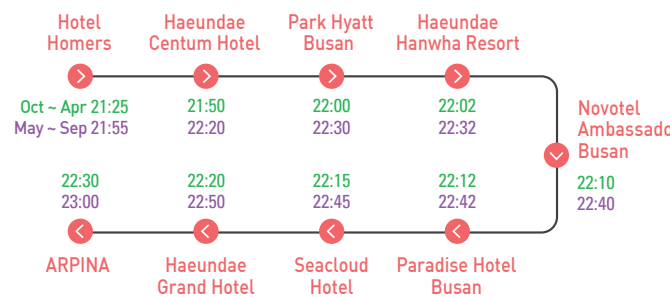 Hotel
Homers
Haeundae
Centum Hotel
Park Hyatt
Busan
Haeundae
Hanwha Resort
Oct ~ Apr 21:25
May ~ Sep 21:55
21:50
22:20
22:00
22:30
22:02
22:32
Novotel
Ambassado
Busan
22:10
22:40
22:30
23:00
22:20
22:50
22:15
22:45
22:12
22:42
ARPINA
Haeundae
Grand Hotel
Seacloud
Hotel
Paradise Hotel
Busan